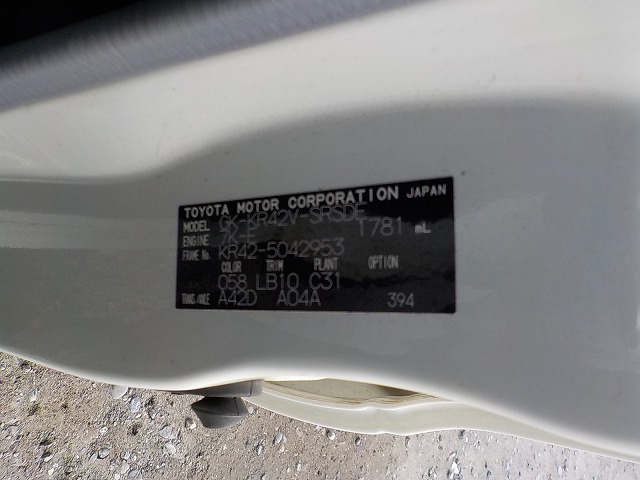 TOYOTA MOTOR CORPORATION JAPAN
MODEL GK-KR42V-SRSDE
ENGINE 7K-E 1781 mL
FRAME No. KR42-5042953
COLOR TRIM PLANT OPTION
058 LB10 C31
TRANS/AXLE A42D A04A 394